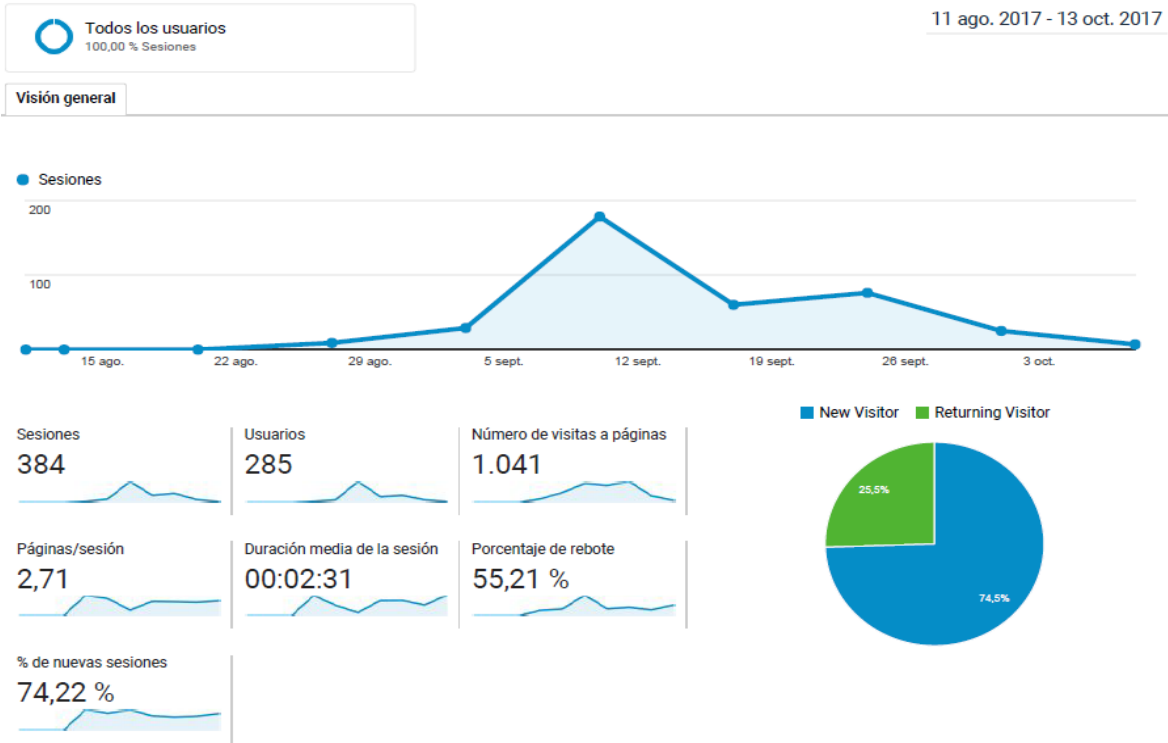 Todos los usuarios
100,00 % Sesiones
11 ago. 2017 - 13 oct. 2017
Visión general
Sesiones
200
100
15 ago. 22 ago. 29 ago. 5 sept. 12 sept. 19 sept. 26 sept. 3 oct.
New Visitor Returning Visitor
Sesiones
384
Usuarios
285
Número de visitas a páginas
1.041
Páginas/sesión
2,71
Duración media de la sesión
00:02:31
Porcentaje de rebote
55,21 %
% de nuevas sesiones
74,22 %
25,5%
74,5%